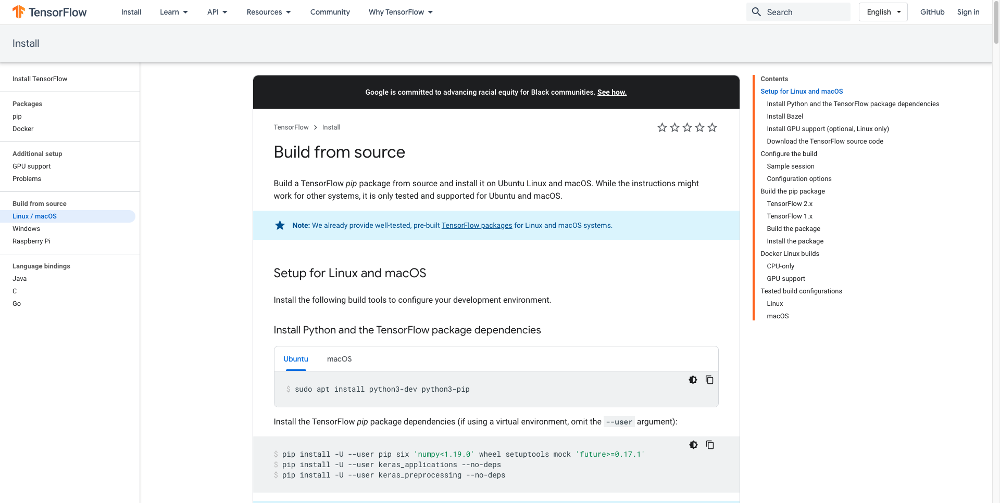 TensorFlow
Install
Learn
API
Resources
Community
Why TensorFlow
Search
English
GitHub
Sign in
Install
Install TensorFlow
Packages
pip
Docker
Additional setup
GPU support
Problems
Build from source
Linux / macOS
Windows
Raspberry Pi
Language bindings
Java
C
Go
Google is committed to advancing racial equity for Black communities. See how.
TensorFlow
Install
Build from source
Build a TensorFlow pip package from source and install it on Ubuntu Linux and macOS. While the instructions might
work for other systems, it is only tested and supported for Ubuntu and macOS.
Note: We already provide well-tested, pre-built TensorFlow packages for Linux and macOS systems.
Setup for Linux and macOS
Install the following build tools to configure your development environment.
Install Python and the TensorFlow package dependencies
Ubuntu
macOS
$ sudo apt install python3-dev python3-pip
Install the TensorFlow pip package dependencies (if using a virtual environment, omit the --user argument):
$ pip install -U --user pip six 'numpy<1.19.0' wheel setuptools mock 'future>=0.17.1'
$ pip install -U --user keras_applications --no-deps
$ pip install -U --user keras_preprocessing --no-deps
Contents
Setup for Linux and macOS
Install Python and the TensorFlow package dependencies
Install Bazel
Install GPU support (optional, Linux only)
Download the TensorFlow source code
Configure the build
Sample session
Configuration options
Build the pip package
TensorFlow 2.x
TensorFlow 1.x
Build the package
Install the package
Docker Linux builds
CPU-only
GPU support
Tested build configurations
Linux
macOS